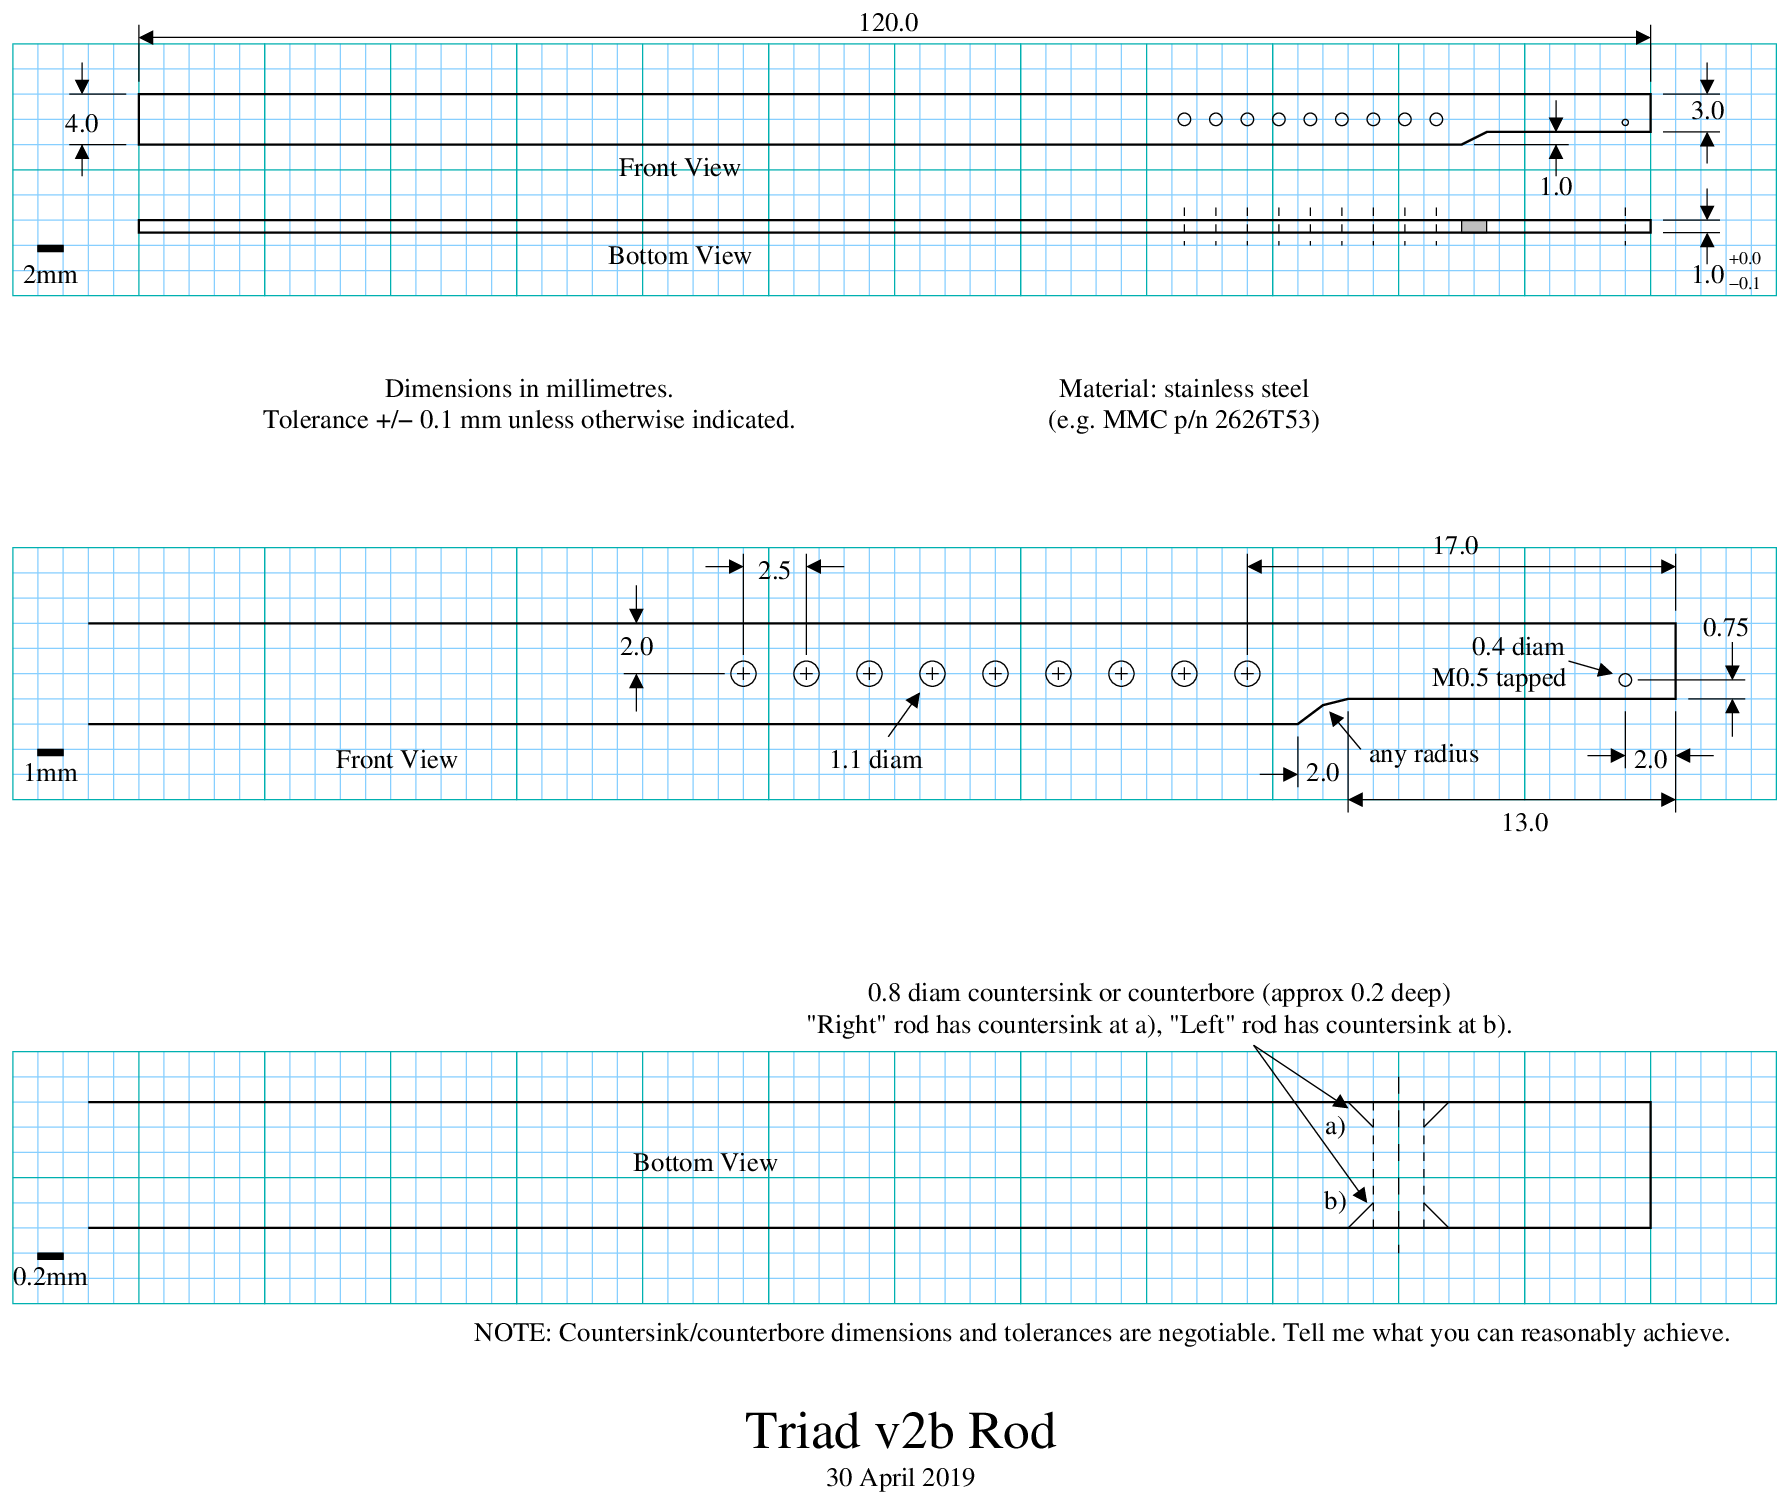 120.0
4.0
3.0
Front View
1.0
Bottom View
2mm
1.0 +0.0 −0.1
Dimensions in millimetres.
Tolerance +/− 0.1 mm unless otherwise indicated.
Material: stainless steel
(e.g. MMC p/n 2626T53)
17.0
2.5
2.0
0.75
0.4 diam
M0.5 tapped
1.1 diam
any radius
Front View
1mm
2.0
2.0
13.0
0.8 diam countersink or counterbore (approx 0.2 deep)
"Right" rod has countersink at a), "Left" rod has countersink at b).
a)
Bottom View
b)
0.2mm
NOTE: Countersink/counterbore dimensions and tolerances are negotiable. Tell me what you can reasonably achieve.
Triad v2b Rod
30 April 2019